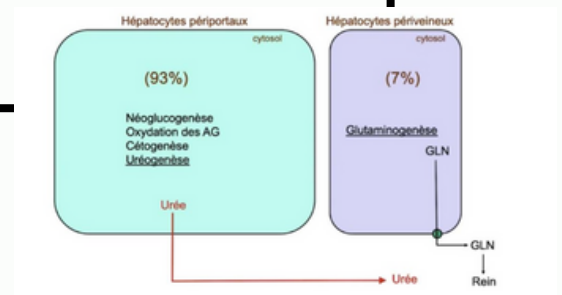 Hépatocytes périportaux
cytosol
(93%)
Néoglucogenèse
Oxydation des AG
Cétogenèse
Uréogenèse
Urée
Hépatocytes périveineux
cytosol
(7%)
Glutaminogenèse
GLN
GLN
Rein
Urée